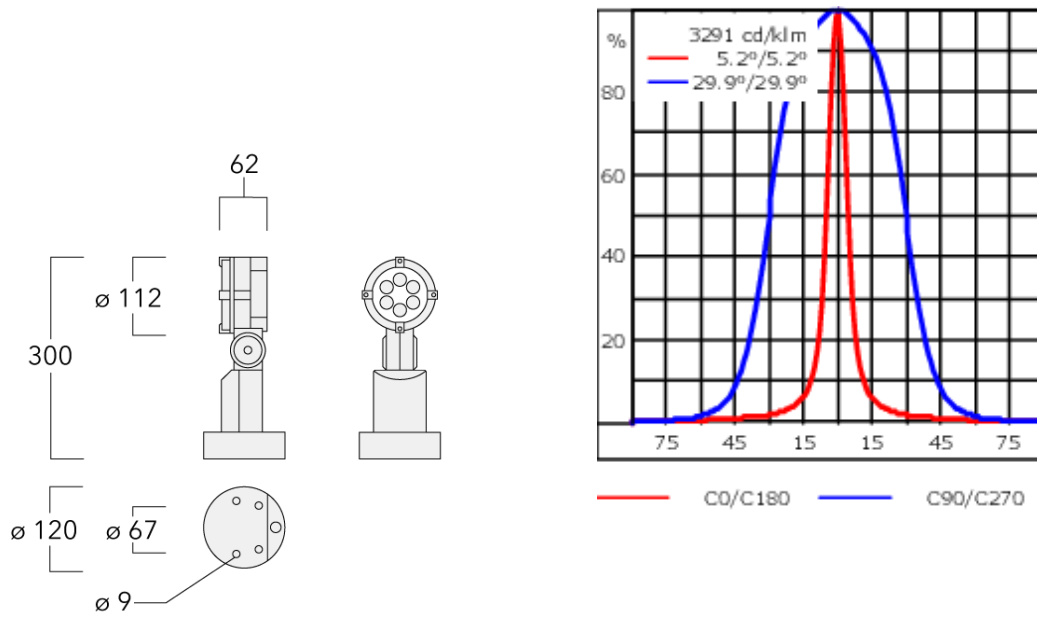 62
ø 112
300
ø 120
ø 67
ø 9
%
3291 cd/klm
5.2º/5.2º
29.9º/29.9º
80
60
40
20
75 45 15 15 45 75
C0/C180 C90/C270